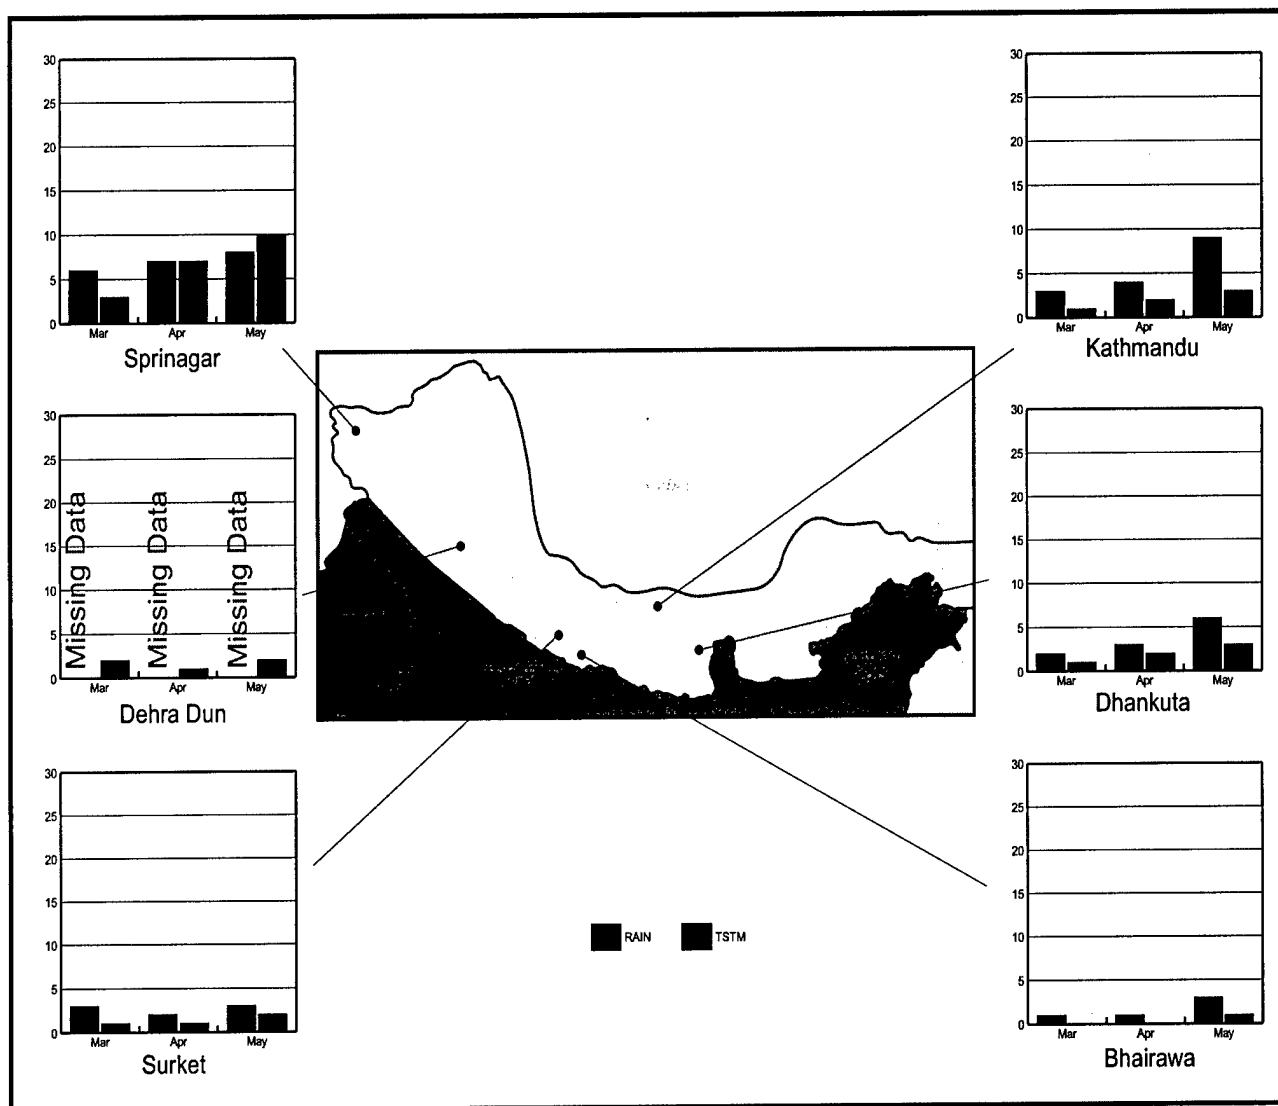 30
25
20
15
10
5
0
Mar Apr May
Sprinagar
30
25
20
15
10
5
0
Mar Apr May
Kathmandu
30
25
20
15
10
5
0
Missing Data
Missing Data
Missing Data
Mar Apr May
Dehra Dun
30
25
20
15
10
5
0
Mar Apr May
Dhankuta
30
25
20
15
10
5
0
Mar Apr May
Surket
RAIN TSTM
30
25
20
15
10
5
0
Mar Apr May
Bhairawa